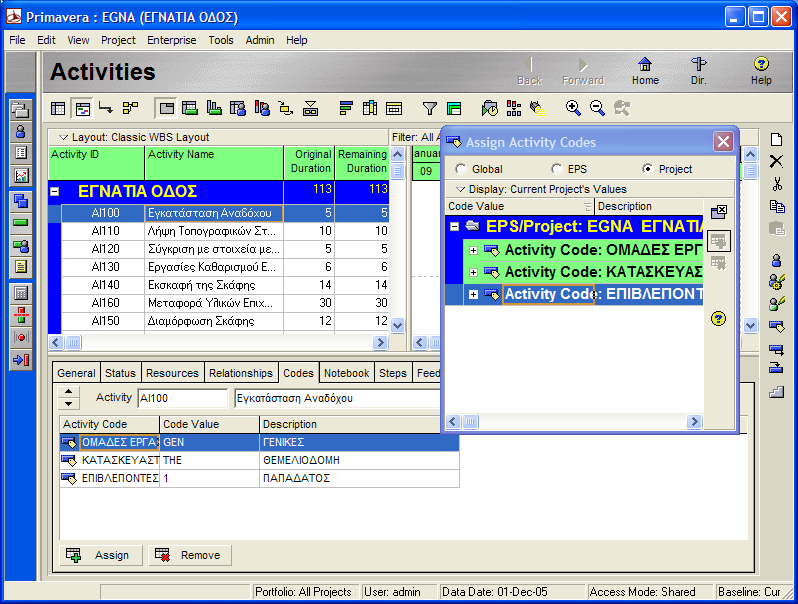 Primavera : EGNA (ΕΓΝΑΤΙΑ ΟΔΟΣ)
File Edit View Project Enterprise Tools Admin Help
Activities
Back Forward Home Dir. Help
Layout: Classic WBS Layout
Filter: All A
Activity ID Activity Name Original Duration Remaining Duration
anuar
09
ΕΓΝΑΤΙΑ ΟΔΟΣ 113 113
AI100 Εγκατάσταση Αναδόχου 5 5
AI110 Λήψη Τοπογραφικών Στ... 10 10
AI120 Σύγκριση με στοιχεία με... 5 5
AI130 Εργασίες Καθαρισμού Ε... 6 6
AI140 Εκσκαφή της Σκάφης 14 14
AI160 Μεταφορά Υλικών Επιχ... 30 30
AI150 Διαμόρφωση Σκάφης 12 12
Assign Activity Codes
Global EPS Project
Display: Current Project's Values
Code Value Description
EPS/Project: EGNA ΕΓΝΑΤΙΑ
Activity Code: ΟΜΑΔΕΣ ΕΡΓ
Activity Code: ΚΑΤΑΣΚΕΥΑΣ
Activity Code: ΕΠΙΒΛΕΠΟΝΤ
General Status Resources Relationships Codes Notebook Steps Feed
Activity AI100 Εγκατάσταση Αναδόχου
Activity Code Code Value Description
ΟΜΑΔΕΣ ΕΡΓΑΣ GEN ΓΕΝΙΚΕΣ
ΚΑΤΑΣΚΕΥΑΣΤ THE ΘΕΜΕΛΙΟΔΟΜΗ
ΕΠΙΒΛΕΠΟΝΤΕΣ 1 ΠΑΠΑΔΑΤΟΣ
Assign Remove
Portfolio: All Projects User: admin Data Date: 01-Dec-05 Access Mode: Shared Baseline: Cur